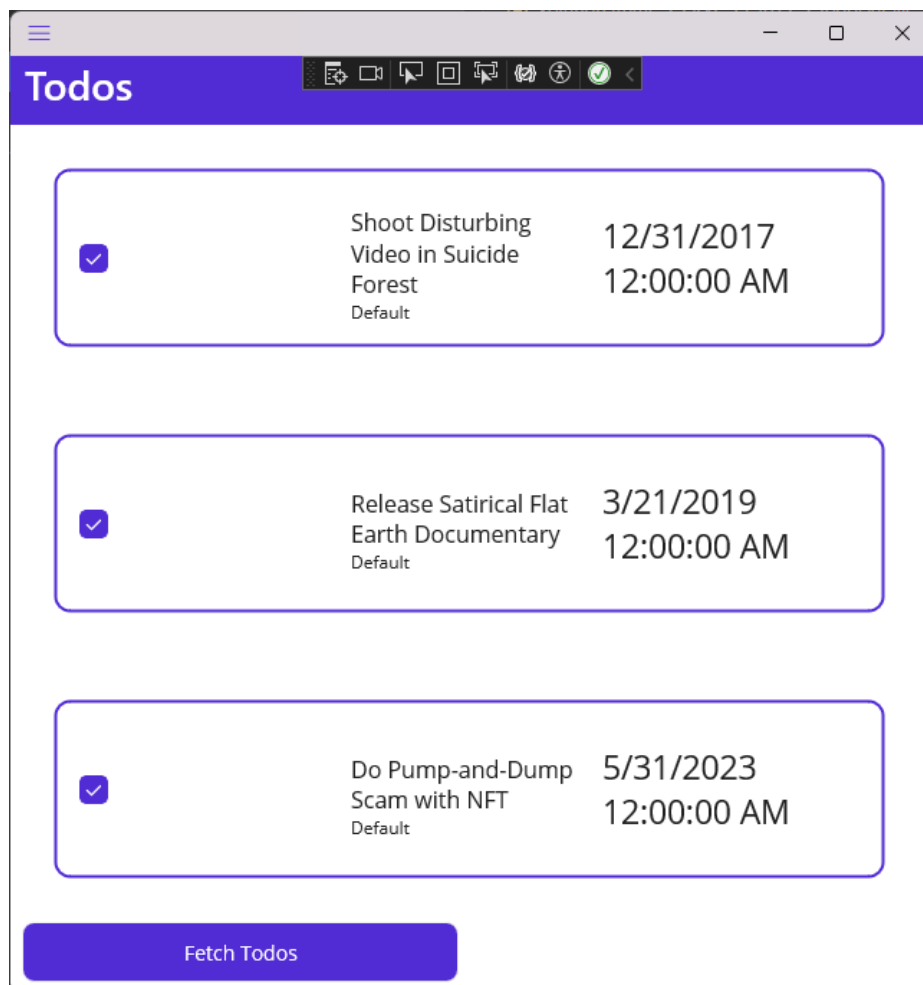 Todos
Shoot Disturbing
Video in Suicide
Forest
Default
12/31/2017
12:00:00 AM
Release Satirical Flat
Earth Documentary
Default
3/21/2019
12:00:00 AM
Do Pump-and-Dump
Scam with NFT
Default
5/31/2023
12:00:00 AM
Fetch Todos